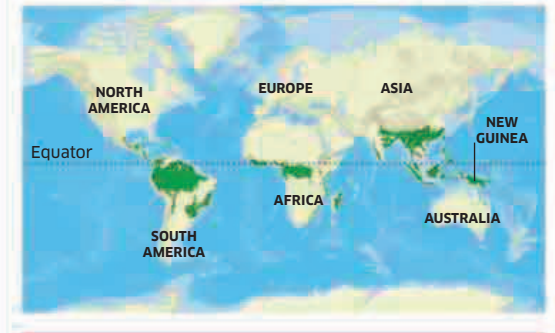 NORTH
AMERICA
EUROPE
ASIA
NEW
GUINEA
Equator
AFRICA
AUSTRALIA
SOUTH
AMERICA